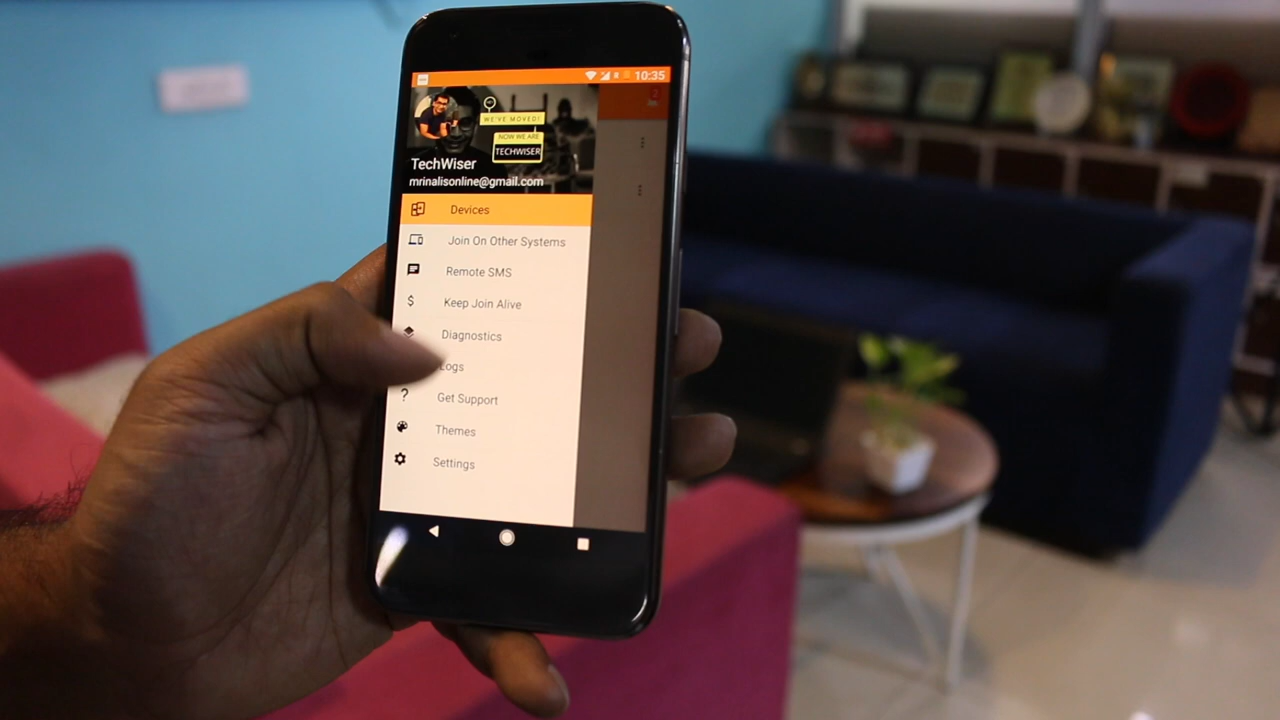 10:35
WE'VE MOVED!
NOW WE ARE
TECHWISER
TechWiser
mrinalisonline@gmail.com
Devices
Join On Other Systems
Remote SMS
Keep Join Alive
Diagnostics
Logs
Get Support
Themes
Settings